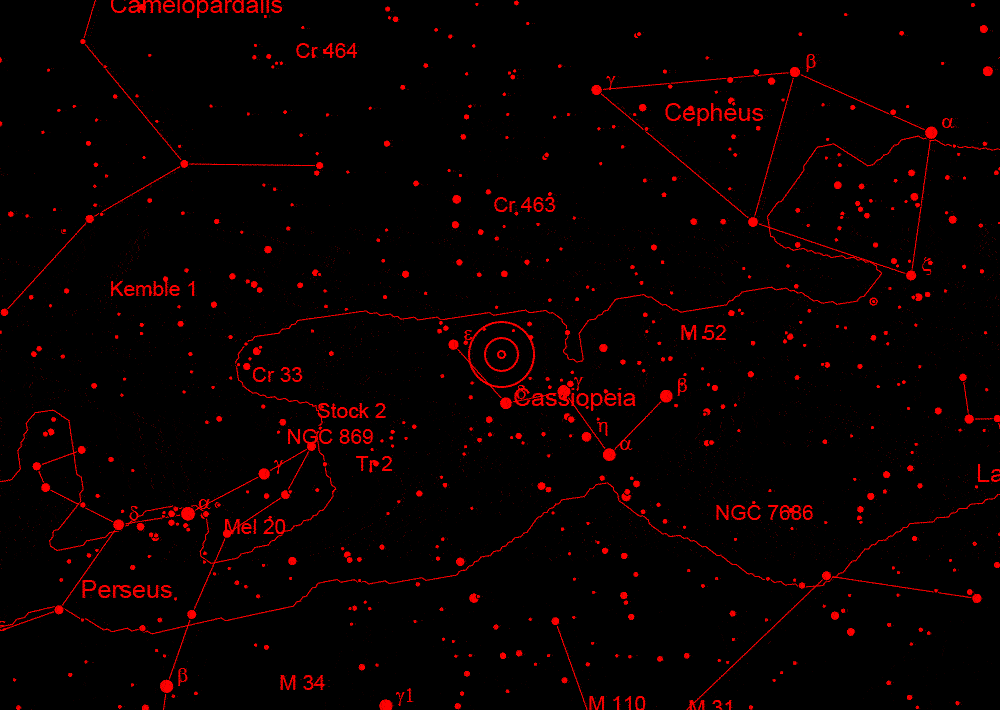 Camelopardalis
Cr 464
γ
β
Cepheus
α
Cr 463
ζ
Kemble 1
ε
M 52
Cr 33
δ
γ
Cassiopeia
β
Stock 2
η
α
NGC 869
γ
Tr 2
La
α
δ
Mel 20
NGC 7686
Perseus
ε
β
M 34
γ1
M 110
M 31